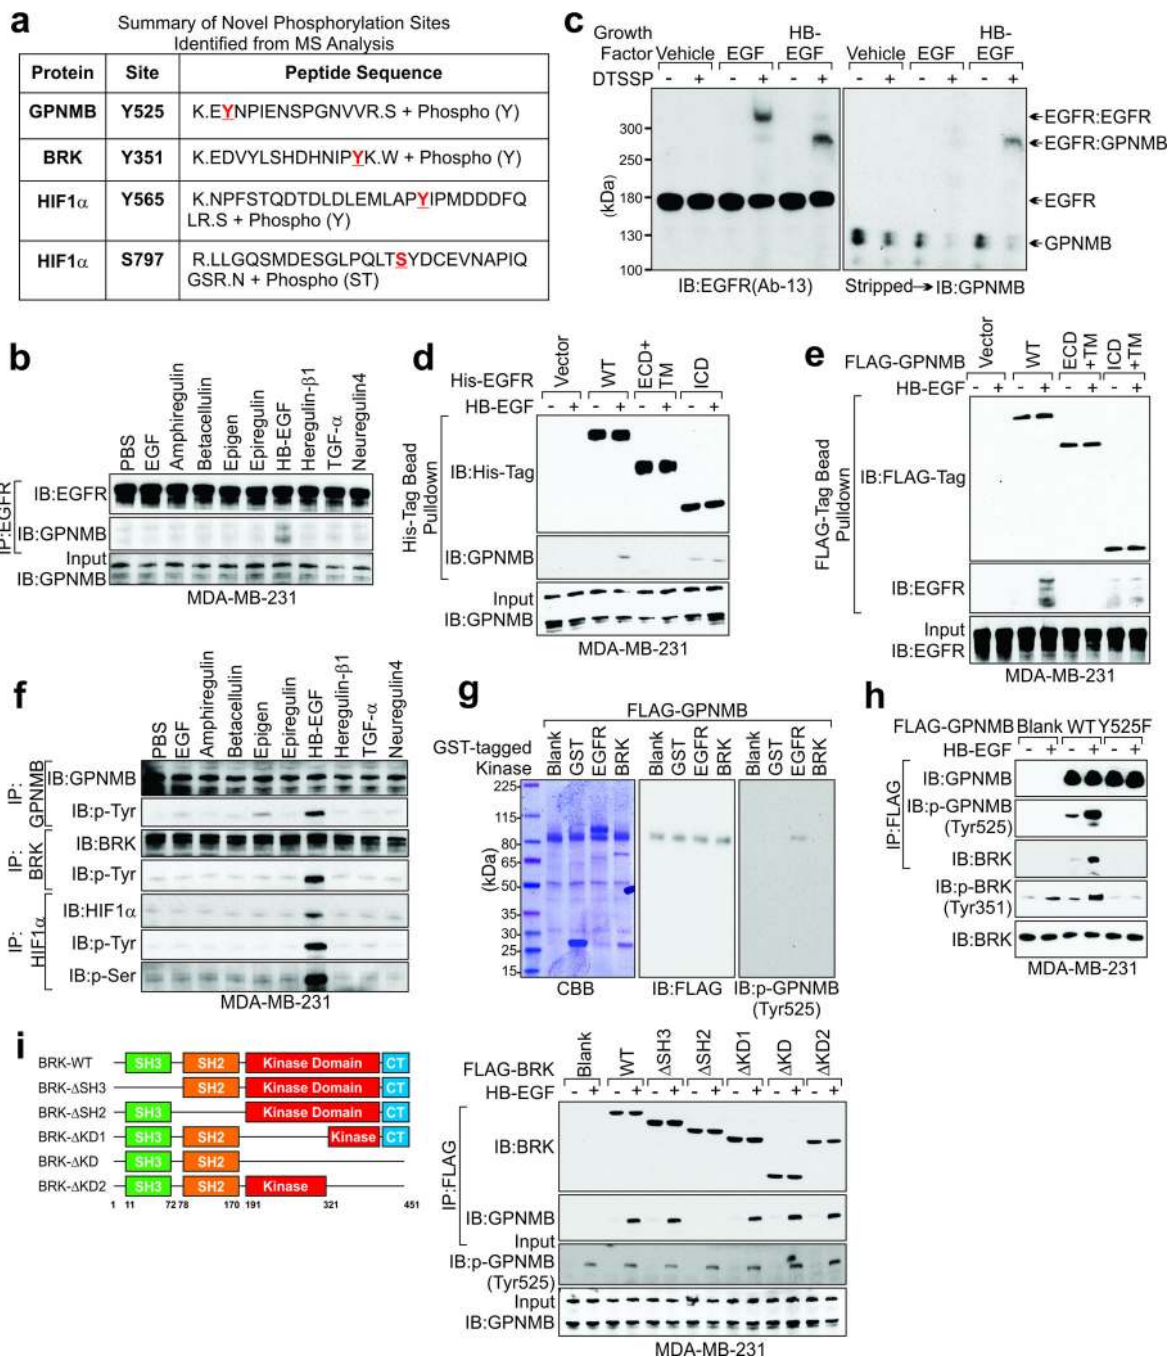 a
Summary of Novel Phosphorylation Sites
Identified from MS Analysis
Protein Site Peptide Sequence
GPNMB Y525 K.EYNPIENSPGNVVR.S + Phospho (Y)
BRK Y351 K.EDVYLSHDHNIPYK.W + Phospho (Y)
HIF1α Y565 K.NPFSTQDTDLDLEMLAPYIPMDDDFQ
LR.S + Phospho (Y)
HIF1α S797 R.LLGQSMDESGLPQLTSYDCEVNAPIQ
GSR.N + Phospho (ST)
c
Growth
Factor Vehicle EGF HB-
EGF Vehicle EGF HB-
EGF
DTSSP - + - + - + - + - + - +
300
250
180
130
100
(kDa)
EGFR:EGFR
EGFR:GPNMB
EGFR
GPNMB
IB:EGFR(Ab-13) Stripped→IB:GPNMB
b
PBS
EGF
Amphiregulin
Betacellulin
Epigen
Epiregulin
HB-EGF
Heregulin-β1
TGF-α
Neuregulin4
IP:EGFR
IB:EGFR
IB:GPNMB
Input
IB:GPNMB
MDA-MB-231
d
His-EGFR Vector WT ECD+
TM ICD
HB-EGF - + - + - + - +
His-Tag Bead
Pulldown
IB:His-Tag
IB:GPNMB
Input
IB:GPNMB
MDA-MB-231
e
FLAG-GPNMB Vector WT ECD
+TM ICD
+TM
HB-EGF - + - + - + - +
FLAG-Tag Bead
Pulldown
IB:FLAG-Tag
IB:EGFR
Input
IB:EGFR
MDA-MB-231
f
PBS
EGF
Amphiregulin
Betacellulin
Epigen
Epiregulin
HB-EGF
Heregulin-β1
TGF-α
Neuregulin4
IP:
GPNMB
IB:GPNMB
IB:p-Tyr
IP:
BRK
IB:BRK
IB:p-Tyr
IP:
HIF1α
IB:HIF1α
IB:p-Tyr
IB:p-Ser
MDA-MB-231
g
FLAG-GPNMB
GST-tagged
Kinase
Blank GST EGFR BRK Blank GST EGFR BRK Blank GST EGFR BRK
225
115
80
65
50
35
30
25
15
(kDa)
CBB IB:FLAG IB:p-GPNMB
(Tyr525)
h
FLAG-GPNMB Blank WT Y525F
HB-EGF - + - + - +
IP:FLAG
IB:GPNMB
IB:p-GPNMB
(Tyr525)
IB:BRK
IB:p-BRK
(Tyr351)
IB:BRK
MDA-MB-231
i
BRK-WT SH3 SH2 Kinase Domain CT
BRK-ΔSH3 SH2 Kinase Domain CT
BRK-ΔSH2 SH3 Kinase Domain CT
BRK-ΔKD1 SH3 SH2 Kinase CT
BRK-ΔKD SH3 SH2
BRK-ΔKD2 SH3 SH2 Kinase
1 11 72 78 170 191 321 451
FLAG-BRK Blank WT ΔSH3 ΔSH2 ΔKD1 ΔKD ΔKD2
HB-EGF - + - + - + - + - + - + - +
IP:FLAG
IB:BRK
IB:GPNMB
Input
IB:p-GPNMB
(Tyr525)
Input
IB:GPNMB
MDA-MB-231